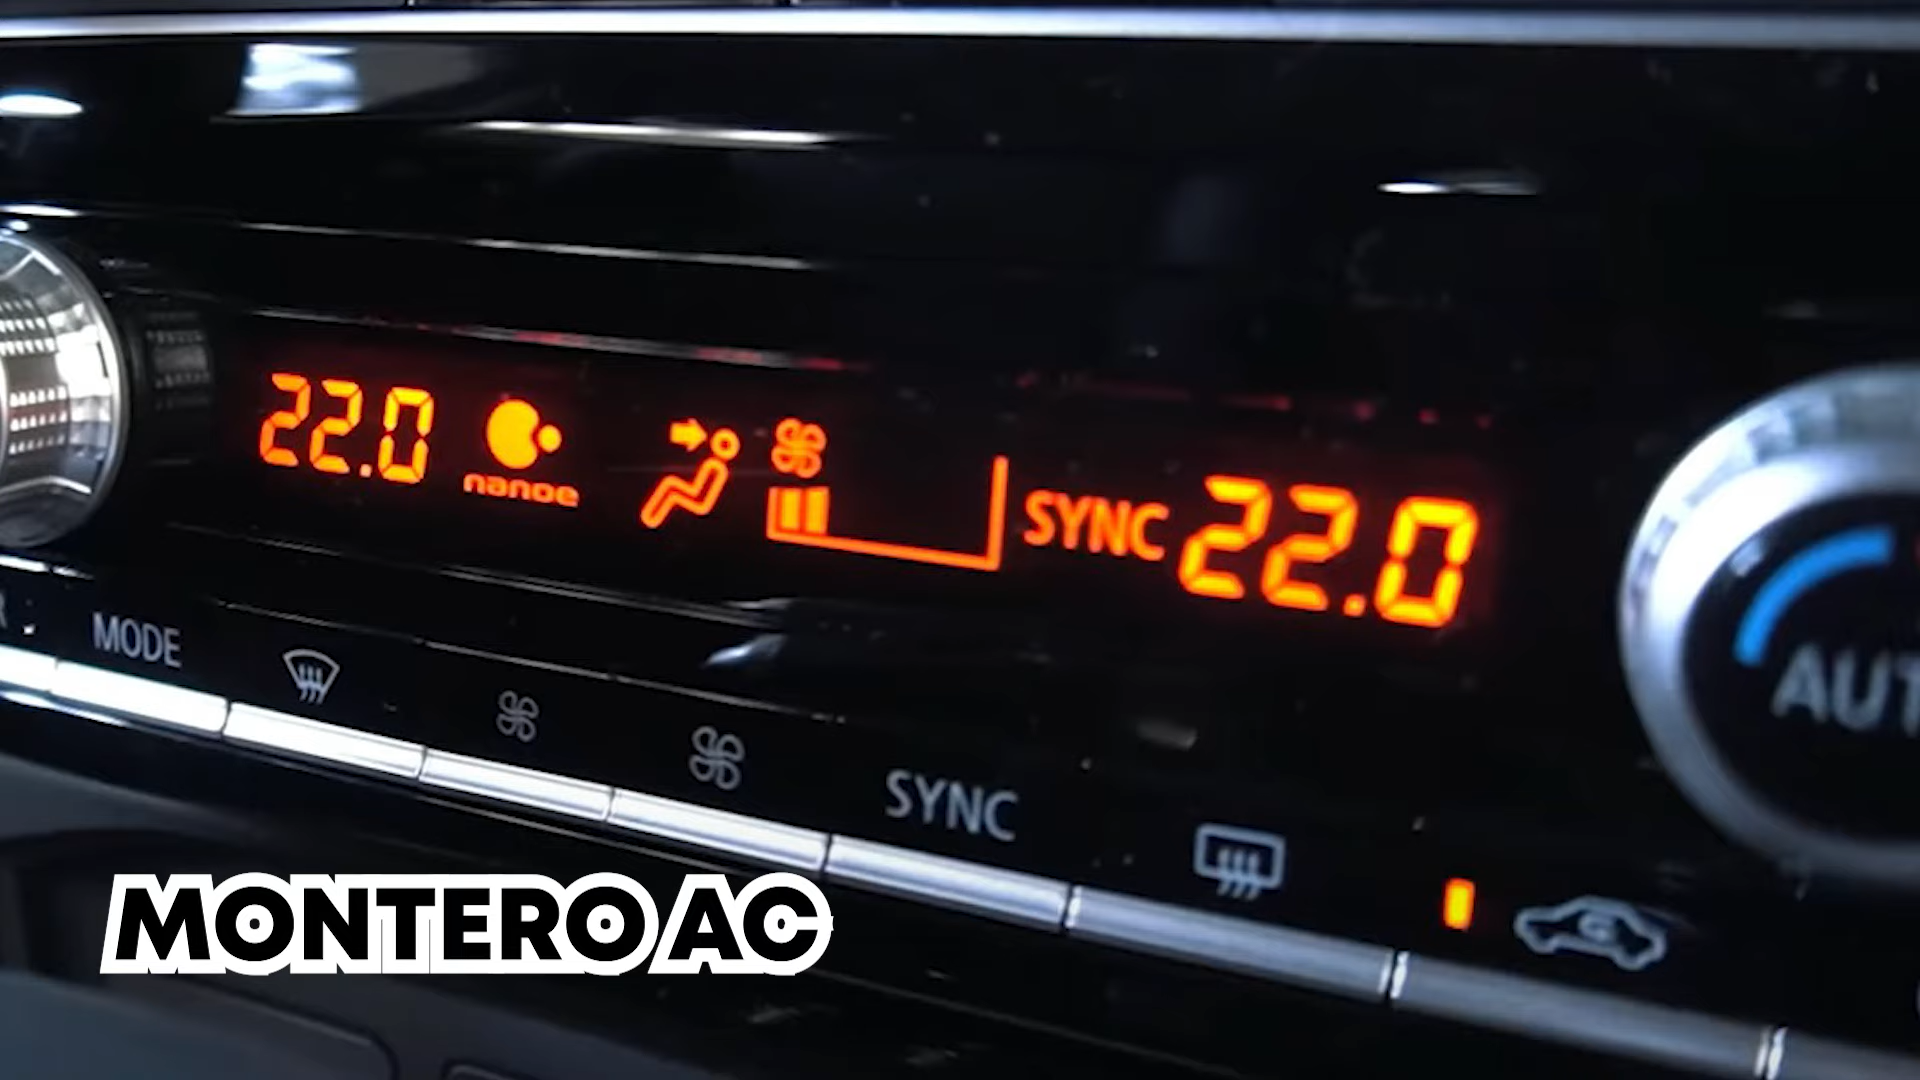 22.0
nanoe
SYNC 22.0
MODE
SYNC
AUT
MONTERO AC